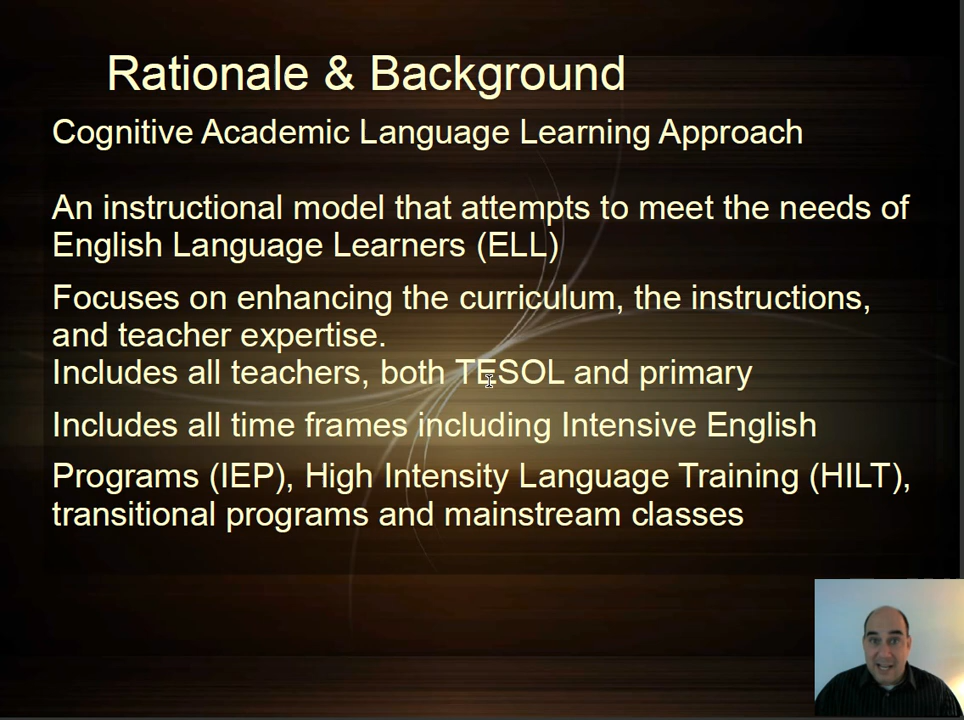 Rationale & Background
Cognitive Academic Language Learning Approach
An instructional model that attempts to meet the needs of
English Language Learners (ELL)
Focuses on enhancing the curriculum, the instructions,
and teacher expertise.
Includes all teachers, both TESOL and primary
Includes all time frames including Intensive English
Programs (IEP), High Intensity Language Training (HILT),
transitional programs and mainstream classes